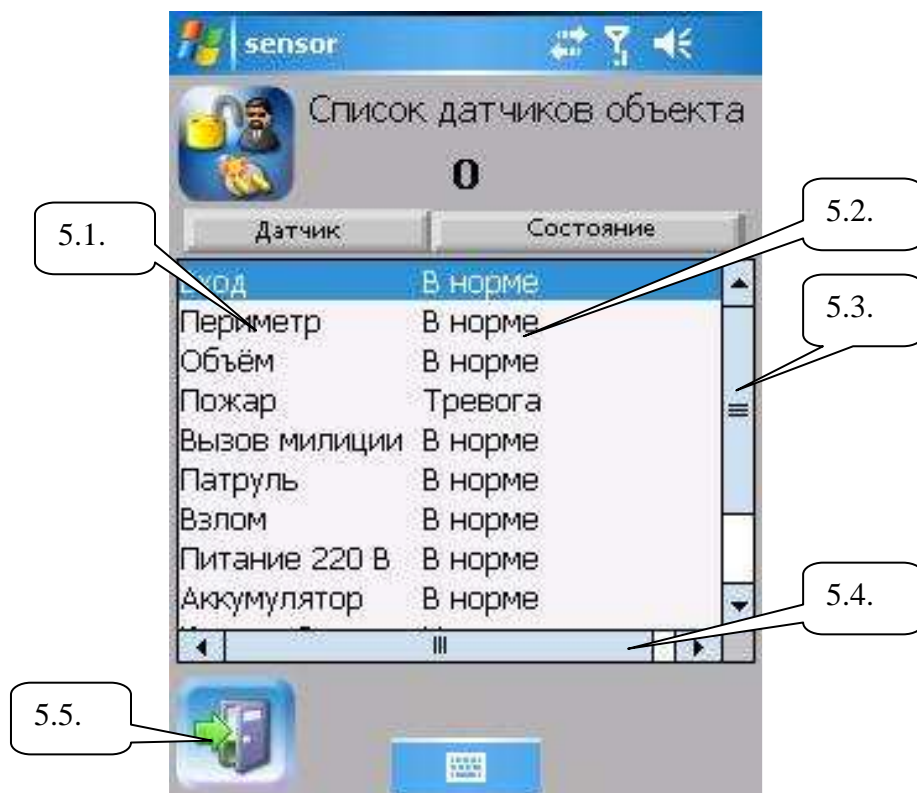 sensor
Список датчиков объекта
0
Датчик Состояние
Вход В норме
Периметр В норме
Объём В норме
Пожар Тревога
Вызов милиции В норме
Патруль В норме
Взлом В норме
Питание 220 В В норме
Аккумулятор В норме
5.1.
5.2.
5.3.
5.4.
5.5.